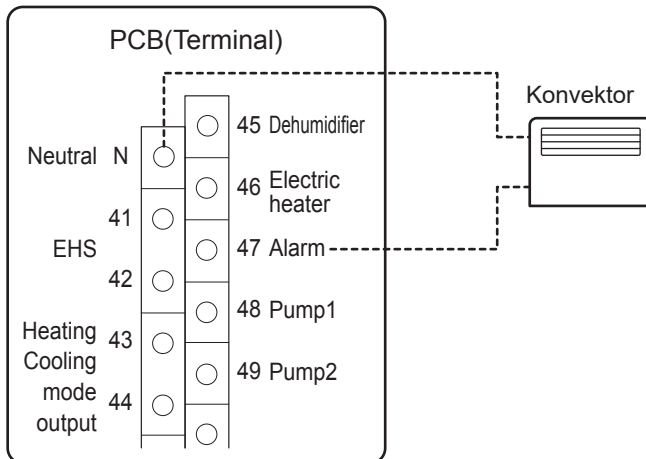 PCB(Terminal)
Konvektor
Neutral N
41
EHS
42
Heating
Cooling
mode
output
43
44
45 Dehumidifier
46 Electric
heater
47 Alarm
48 Pump1
49 Pump2